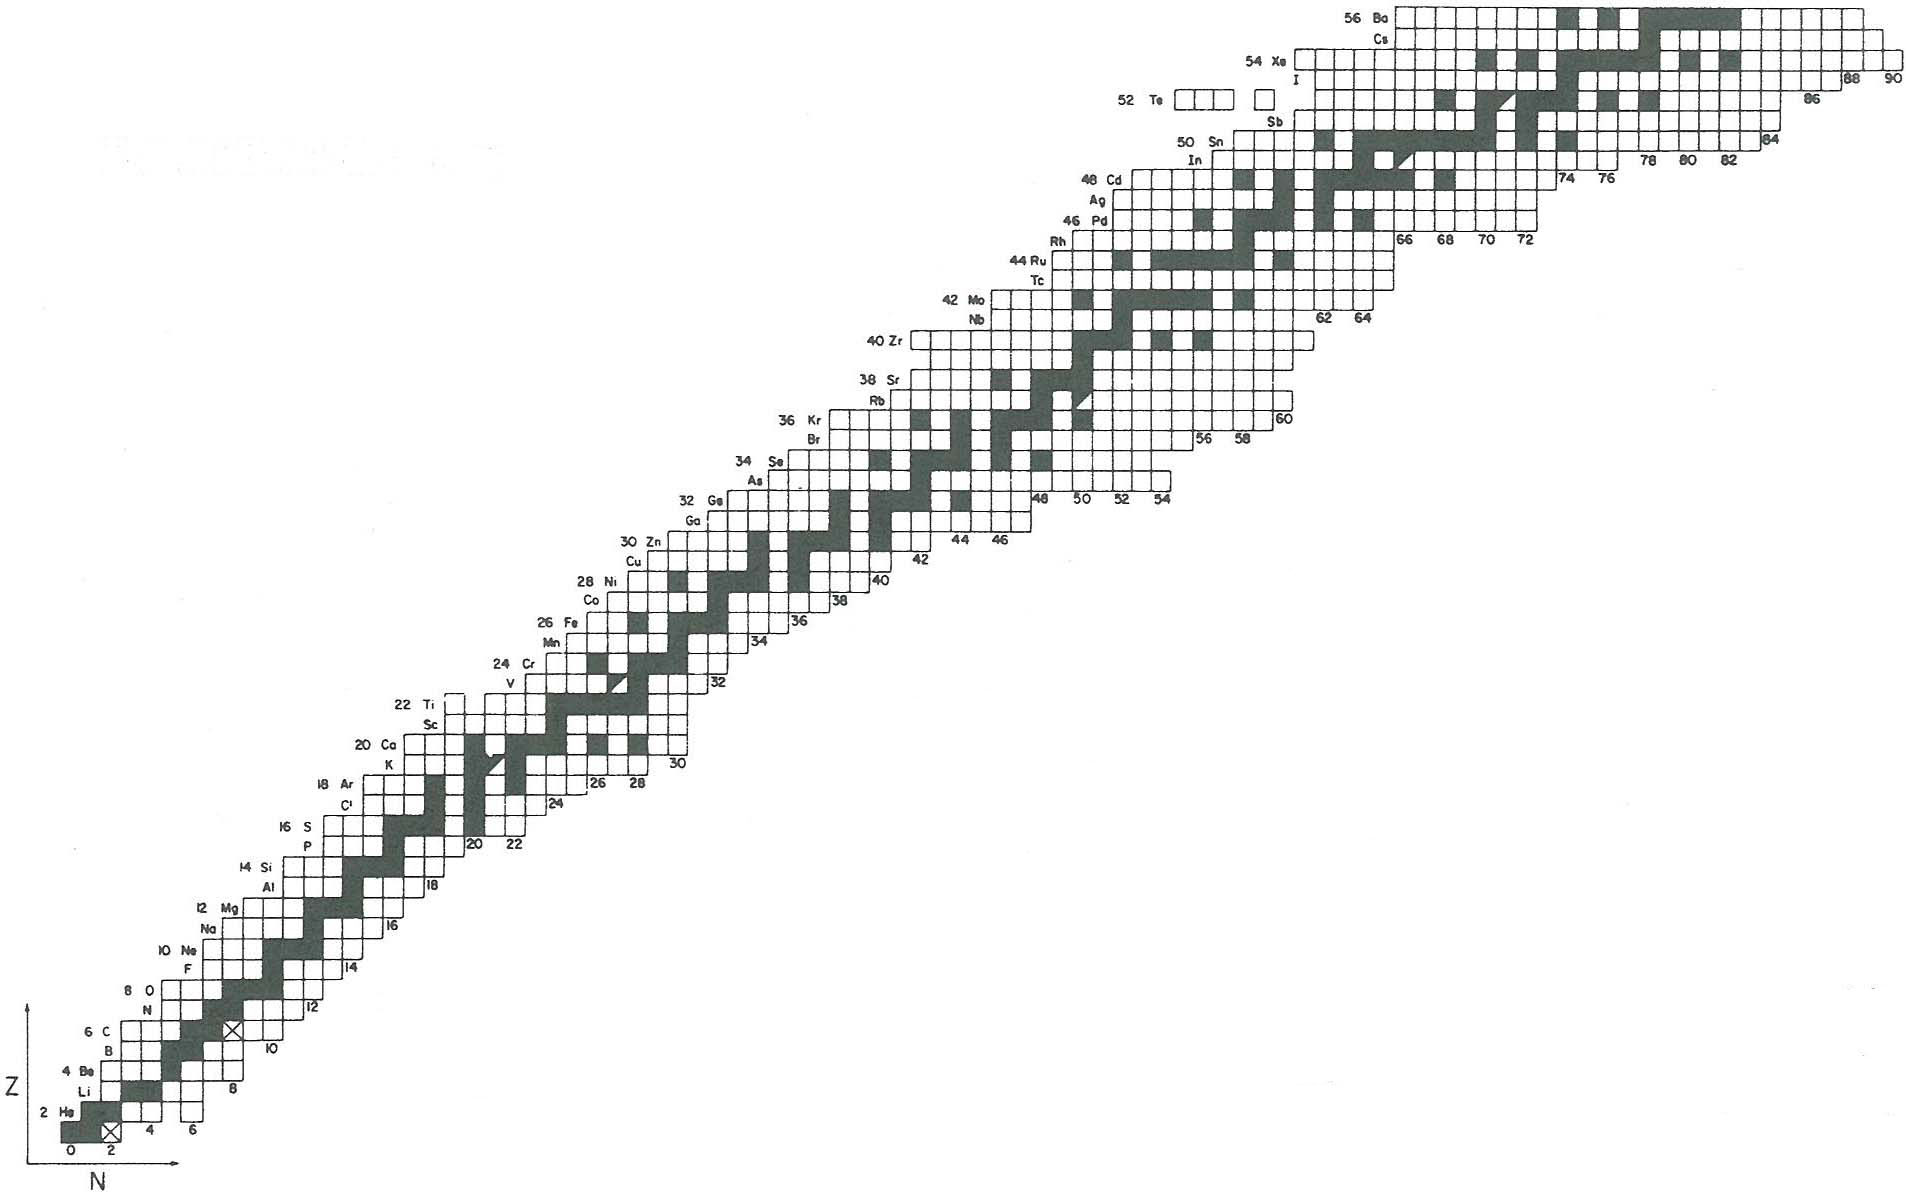 56 Ba
Cs
54 Xe
I 88 90
52 Te 86
Sb
50 Sn 84
In 78 80 82
48 Cd 74 76
Ag
46 Pd
Rh 66 68 70 72
44 Ru
Tc
42 Mo
Nb 62 64
40 Zr
38 Sr
Rb
36 Kr 60
Br 56 58
34 Se
As
32 Ge 48 50 52 54
Ga
30 Zn 44 46
Cu 42
28 Ni 40
Co 38
26 Fe 36
Mn 34
24 Cr
V 32
22 Ti
Sc
20 Ca
K 30
18 Ar 26 28
Cl 24
16 S
P 20 22
14 Si
Al 18
12 Mg
Na 16
10 Ne
F 14
8 O
N 12
6 C
B 10
4 Be
Z Li 8
2 He
4 6
0 2
N